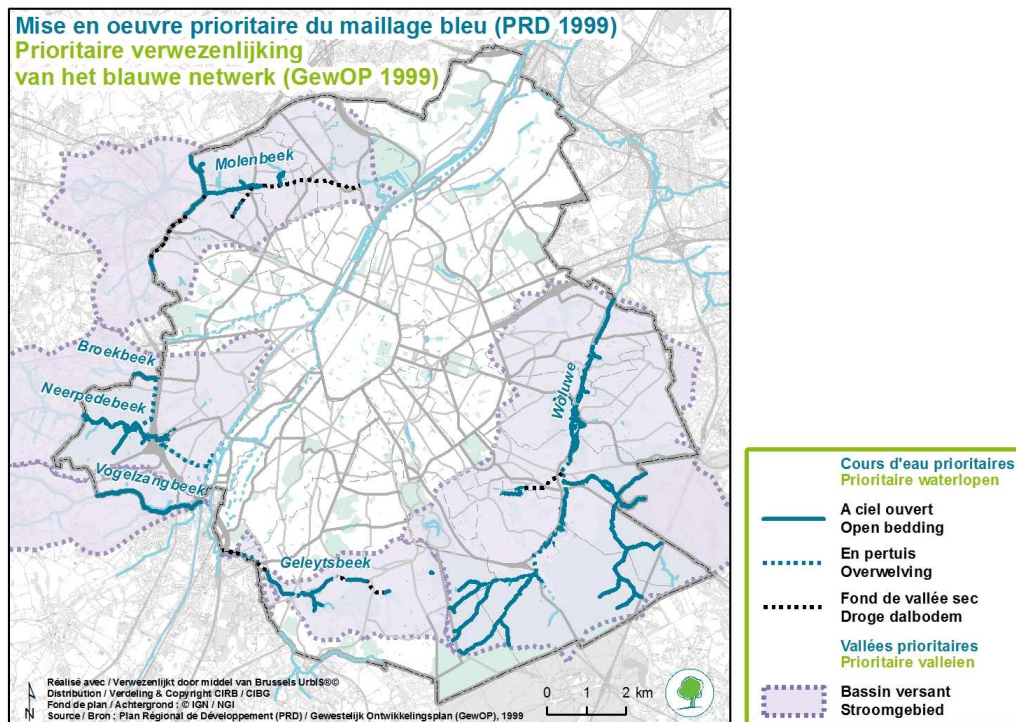 Mise en oeuvre prioritaire du maillage bleu (PRD 1999)
Prioritaire verwezenlijking
van het blauwe netwerk (GewOP 1999)
Molenbeek
Broekbeek
Neerpedebeek
Vogelzangbeek
Woluwe
Geleytsbeek
Réalisé avec / Verwezenlijkt door middel van Brussels UrbIS®©
Distribution / Verdeling & Copyright CIRB / CIBG
Fond de plan / Achtergrond : © IGN / NGI
Source / Bron : Plan Régional de Développement (PRD) / Gewestelijk Ontwikkelingsplan (GewOP), 1999
N
0 1 2 km
Cours d'eau prioritaires
Prioritaire waterlopen
A ciel ouvert
Open bedding
En pertuis
Overwelving
Fond de vallée sec
Droge dalbodem
Vallées prioritaires
Prioritaire valleien
Bassin versant
Stroomgebied